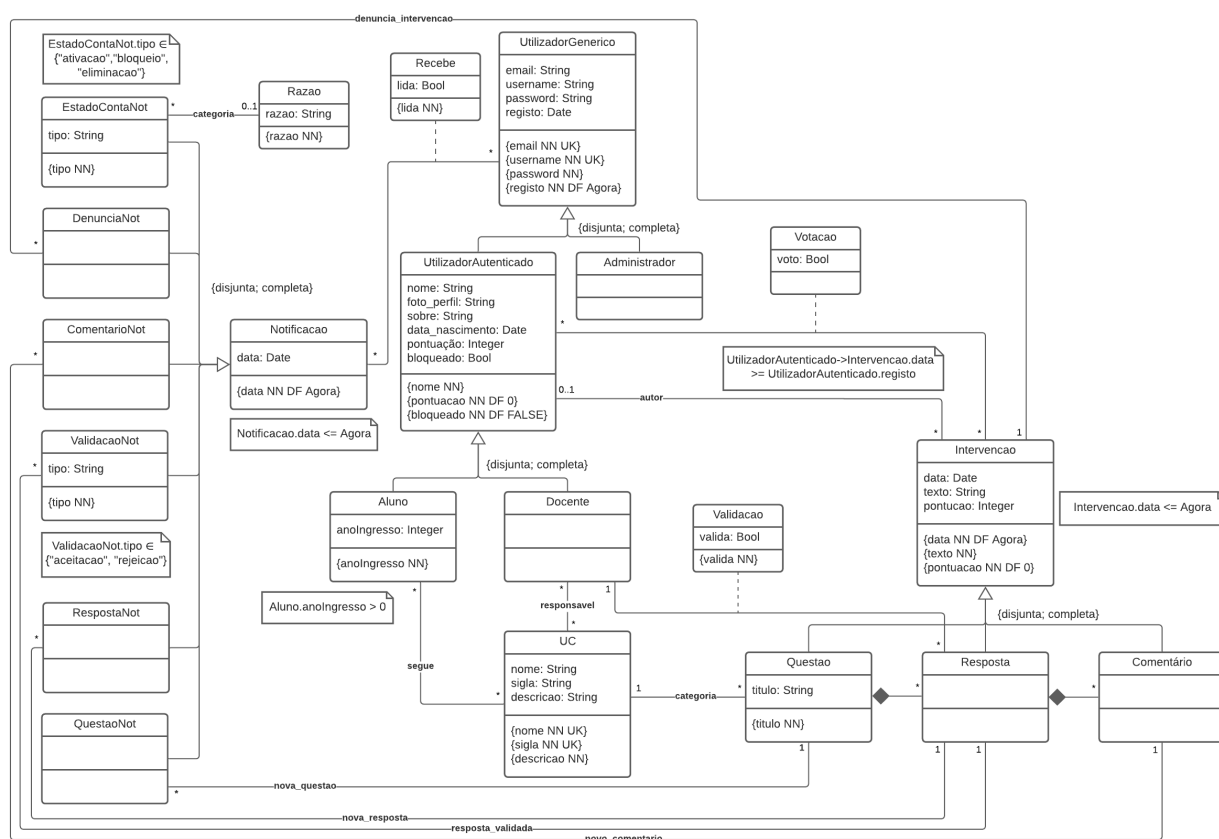 denuncia_intervencao
EstadoContaNot.tipo ∈
{"ativacao","bloqueio",
"eliminacao"}
EstadoContaNot
tipo: String
{tipo NN}
*
categoria
0..1
Razao
razao: String
{razao NN}
Recebe
lida: Bool
{lida NN}
UtilizadorGenerico
email: String
username: String
password: String
registo: Date
{email NN UK}
{username NN UK}
{password NN}
{registo NN DF Agora}
*
{disjunta; completa}
DenunciaNot
*
{disjunta; completa}
UtilizadorAutenticado
nome: String
foto_perfil: String
sobre: String
data_nascimento: Date
pontuação: Integer
bloqueado: Bool
{nome NN}
{pontuacao NN DF 0}
{bloqueado NN DF FALSE}
Administrador
Votacao
voto: Bool
*
UtilizadorAutenticado->Intervencao.data
>= UtilizadorAutenticado.registo
0..1
autor
*
*
1
ComentarioNot
*
Notificacao
data: Date
{data NN DF Agora}
*
Notificacao.data <= Agora
ValidacaoNot
tipo: String
{tipo NN}
*
ValidacaoNot.tipo ∈
{"aceitacao", "rejeicao"}
{disjunta; completa}
Aluno
anoIngresso: Integer
{anoIngresso NN}
Aluno.anoIngresso > 0
Docente
Validacao
valida: Bool
{valida NN}
Intervencao
data: Date
texto: String
pontucao: Integer
{data NN DF Agora}
{texto NN}
{pontuacao NN DF 0}
Intervencao.data <= Agora
{disjunta; completa}
*
*
1
responsavel
*
segue
*
RespostaNot
*
UC
nome: String
sigla: String
descricao: String
{nome NN UK}
{sigla NN UK}
{descricao NN}
1
categoria
*
Questao
titulo: String
{titulo NN}
1
*
*
Resposta
1
1
*
Comentário
1
QuestaoNot
*
nova_questao
nova_resposta
resposta_validada
novo_comentario